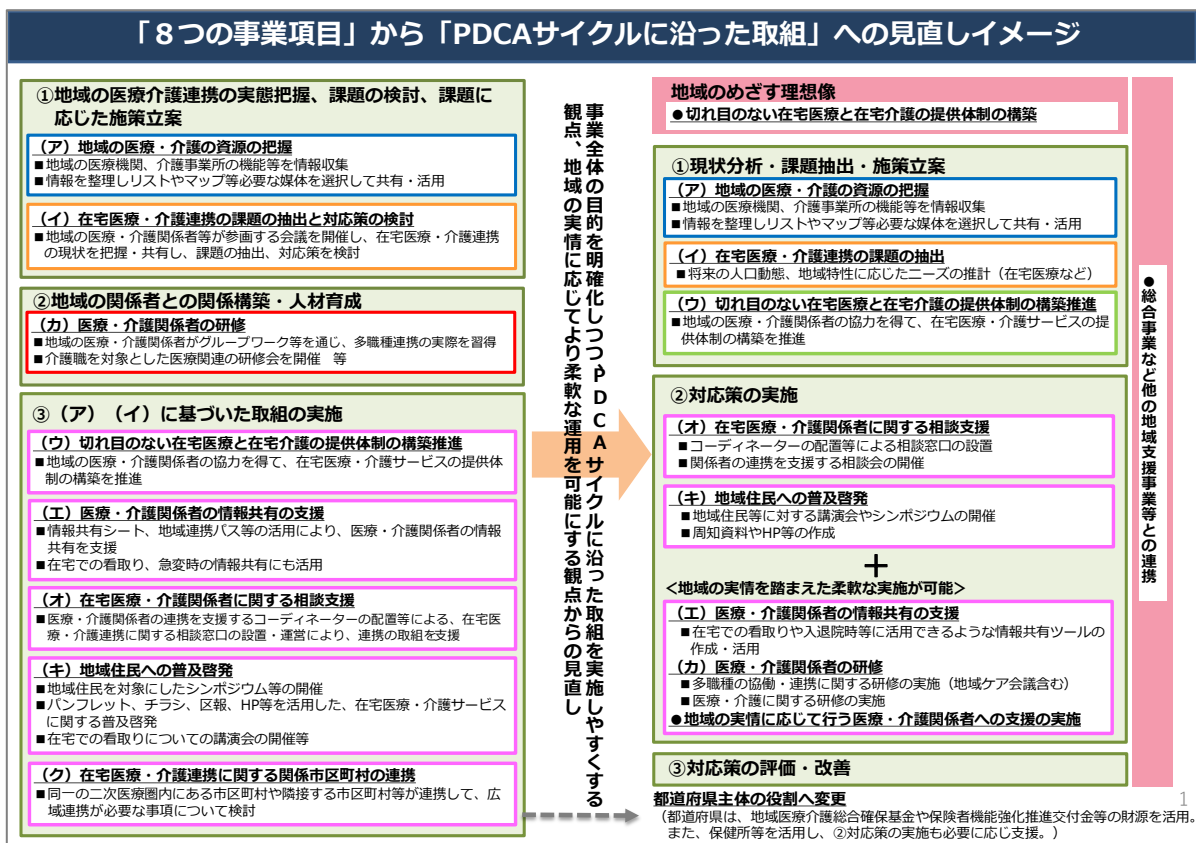 「８つの事業項目」から「PDCAサイクルに沿った取組」への見直しイメージ
①地域の医療介護連携の実態把握、課題の検討、課題に
応じた施策立案
（ア）地域の医療・介護の資源の把握
■地域の医療機関、介護事業所の機能等を情報収集
■情報を整理しリストやマップ等必要な媒体を選択して共有・活用
（イ）在宅医療・介護連携の課題の抽出と対応策の検討
■地域の医療・介護関係者等が参画する会議を開催し、在宅医療・介護連携
の現状を把握・共有し、課題の抽出、対応策を検討
②地域の関係者との関係構築・人材育成
（カ）医療・介護関係者の研修
■地域の医療・介護関係者がグループワーク等を通じ、多職種連携の実際を習得
■介護職を対象とした医療関連の研修会を開催　等
③（ア）（イ）に基づいた取組の実施
（ウ）切れ目のない在宅医療と在宅介護の提供体制の構築推進
■地域の医療・介護関係者の協力を得て、在宅医療・介護サービスの提供体
制の構築を推進
（エ）医療・介護関係者の情報共有の支援
■情報共有シート、地域連携パス等の活用により、医療・介護関係者の情報
共有を支援
■在宅での看取り、急変時の情報共有にも活用
（オ）在宅医療・介護関係者に関する相談支援
■医療・介護関係者の連携を支援するコーディネーターの配置等による、在宅医
療・介護連携に関する相談窓口の設置・運営により、連携の取組を支援
（キ）地域住民への普及啓発
■地域住民を対象にしたシンポジウム等の開催
■パンフレット、チラシ、区報、HP等を活用した、在宅医療・介護サービス
に関する普及啓発
■在宅での看取りについての講演会の開催等
（ク）在宅医療・介護連携に関する関係市区町村の連携
■同一の二次医療圏内にある市区町村や隣接する市区町村等が連携して、広
域連携が必要な事項について検討
事業全体の目的を明確化しつつ、PDCAサイクルに沿った取組を実施しやすくする
観点、地域の実情に応じてより柔軟な運用を可能にする観点からの見直し
地域のめざす理想像
●切れ目のない在宅医療と在宅介護の提供体制の構築
①現状分析・課題抽出・施策立案
（ア）地域の医療・介護の資源の把握
■地域の医療機関、介護事業所の機能等を情報収集
■情報を整理しリストやマップ等必要な媒体を選択して共有・活用
（イ）在宅医療・介護連携の課題の抽出
■将来の人口動態、地域特性に応じたニーズの推計（在宅医療など）
（ウ）切れ目のない在宅医療と在宅介護の提供体制の構築推進
■地域の医療・介護関係者の協力を得て、在宅医療・介護サービスの提
供体制の構築を推進
②対応策の実施
（オ）在宅医療・介護関係者に関する相談支援
■コーディネーターの配置等による相談窓口の設置
■関係者の連携を支援する相談会の開催
（キ）地域住民への普及啓発
■地域住民等に対する講演会やシンポジウムの開催
■周知資料やHP等の作成
＋
<地域の実情を踏まえた柔軟な実施が可能>
（エ）医療・介護関係者の情報共有の支援
■在宅での看取りや入退院時等に活用できるような情報共有ツールの
作成・活用
（カ）医療・介護関係者の研修
■多職種の協働・連携に関する研修の実施（地域ケア会議含む）
■医療・介護に関する研修の実施
●地域の実情に応じて行う医療・介護関係者への支援の実施
③対応策の評価・改善
●総合事業など他の地域支援事業等との連携
都道府県主体の役割へ変更
（都道府県は、地域医療介護総合確保基金や保険者機能強化推進交付金等の財源を活用。
また、保健所等を活用し、②対応策の実施も必要に応じ支援。）
1